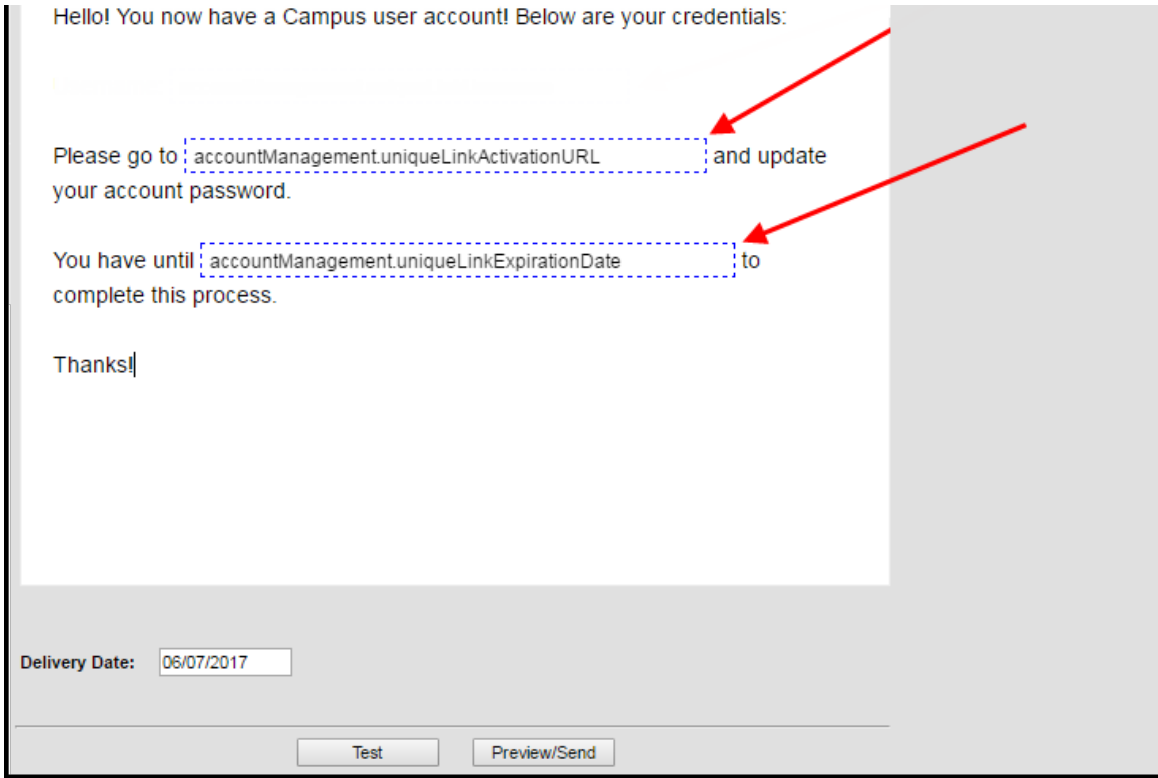 Hello! You now have a Campus user account! Below are your credentials:
Please go to accountManagement.uniqueLinkActivationURL and update
your account password.
You have until accountManagement.uniqueLinkExpirationDate to
complete this process.
Thanks!
Delivery Date: 06/07/2017
Test Preview/Send